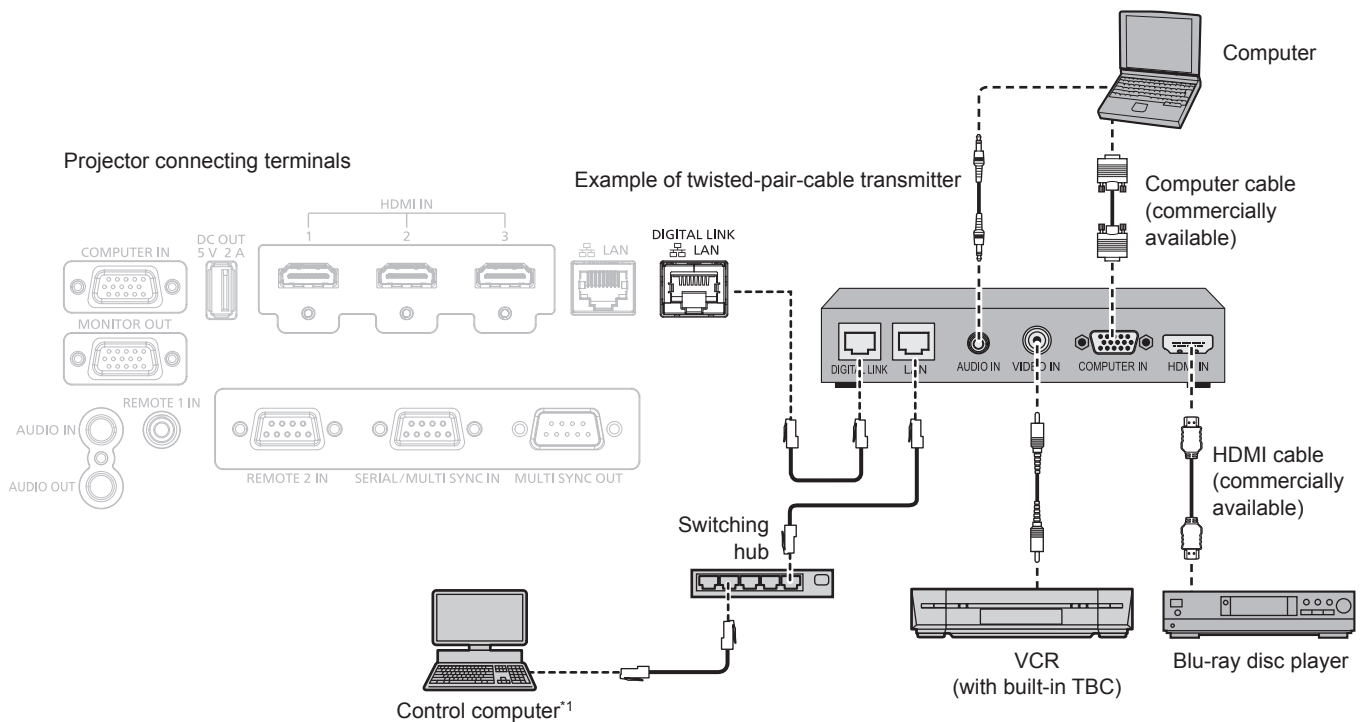 Computer
Projector connecting terminals
Example of twisted-pair-cable transmitter
Computer cable
(commercially
available)
HDMI IN
1 2 3
COMPUTER IN
DC OUT
5 V 2 A
LAN
DIGITAL LINK
LAN
MONITOR OUT
DIGITAL LINK
LAN
AUDIO IN
VIDEO IN
COMPUTER IN
HDMI IN
REMOTE 1 IN
AUDIO IN
AUDIO OUT
REMOTE 2 IN
SERIAL/MULTI SYNC IN
MULTI SYNC OUT
HDMI cable
(commercially
available)
Switching
hub
VCR
(with built-in TBC)
Blu-ray disc player
Control computer*1